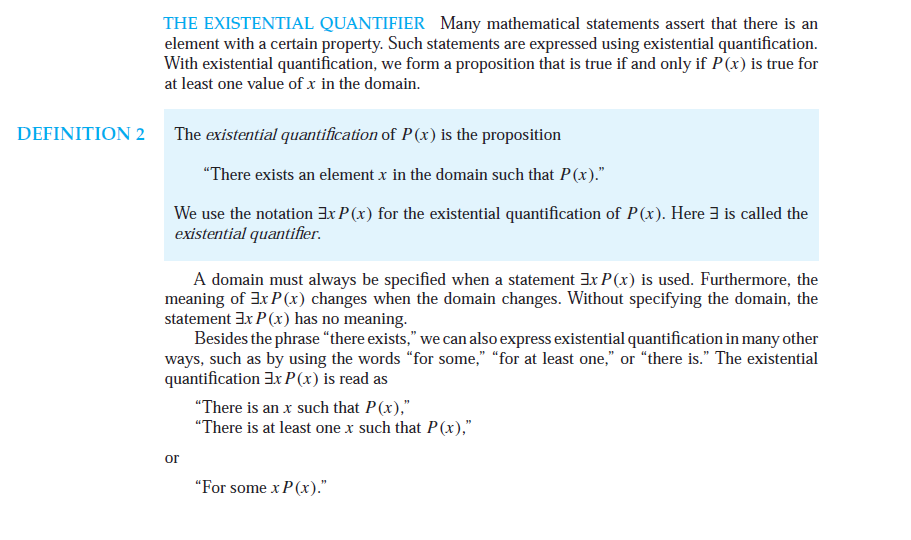 THE EXISTENTIAL QUANTIFIER Many mathematical statements assert that there is an
element with a certain property. Such statements are expressed using existential quantification.
With existential quantification, we form a proposition that is true if and only if P(x) is true for
at least one value of x in the domain.
DEFINITION 2
The existential quantification of P(x) is the proposition
“There exists an element x in the domain such that P(x).”
We use the notation ∃xP(x) for the existential quantification of P(x). Here ∃ is called the
existential quantifier.
A domain must always be specified when a statement ∃xP(x) is used. Furthermore, the
meaning of ∃xP(x) changes when the domain changes. Without specifying the domain, the
statement ∃xP(x) has no meaning.
Besides the phrase “there exists,” we can also express existential quantification in many other
ways, such as by using the words “for some,” “for at least one,” or “there is.” The existential
quantification ∃xP(x) is read as
“There is an x such that P(x),”
“There is at least one x such that P(x),”
or
“For some xP(x).”